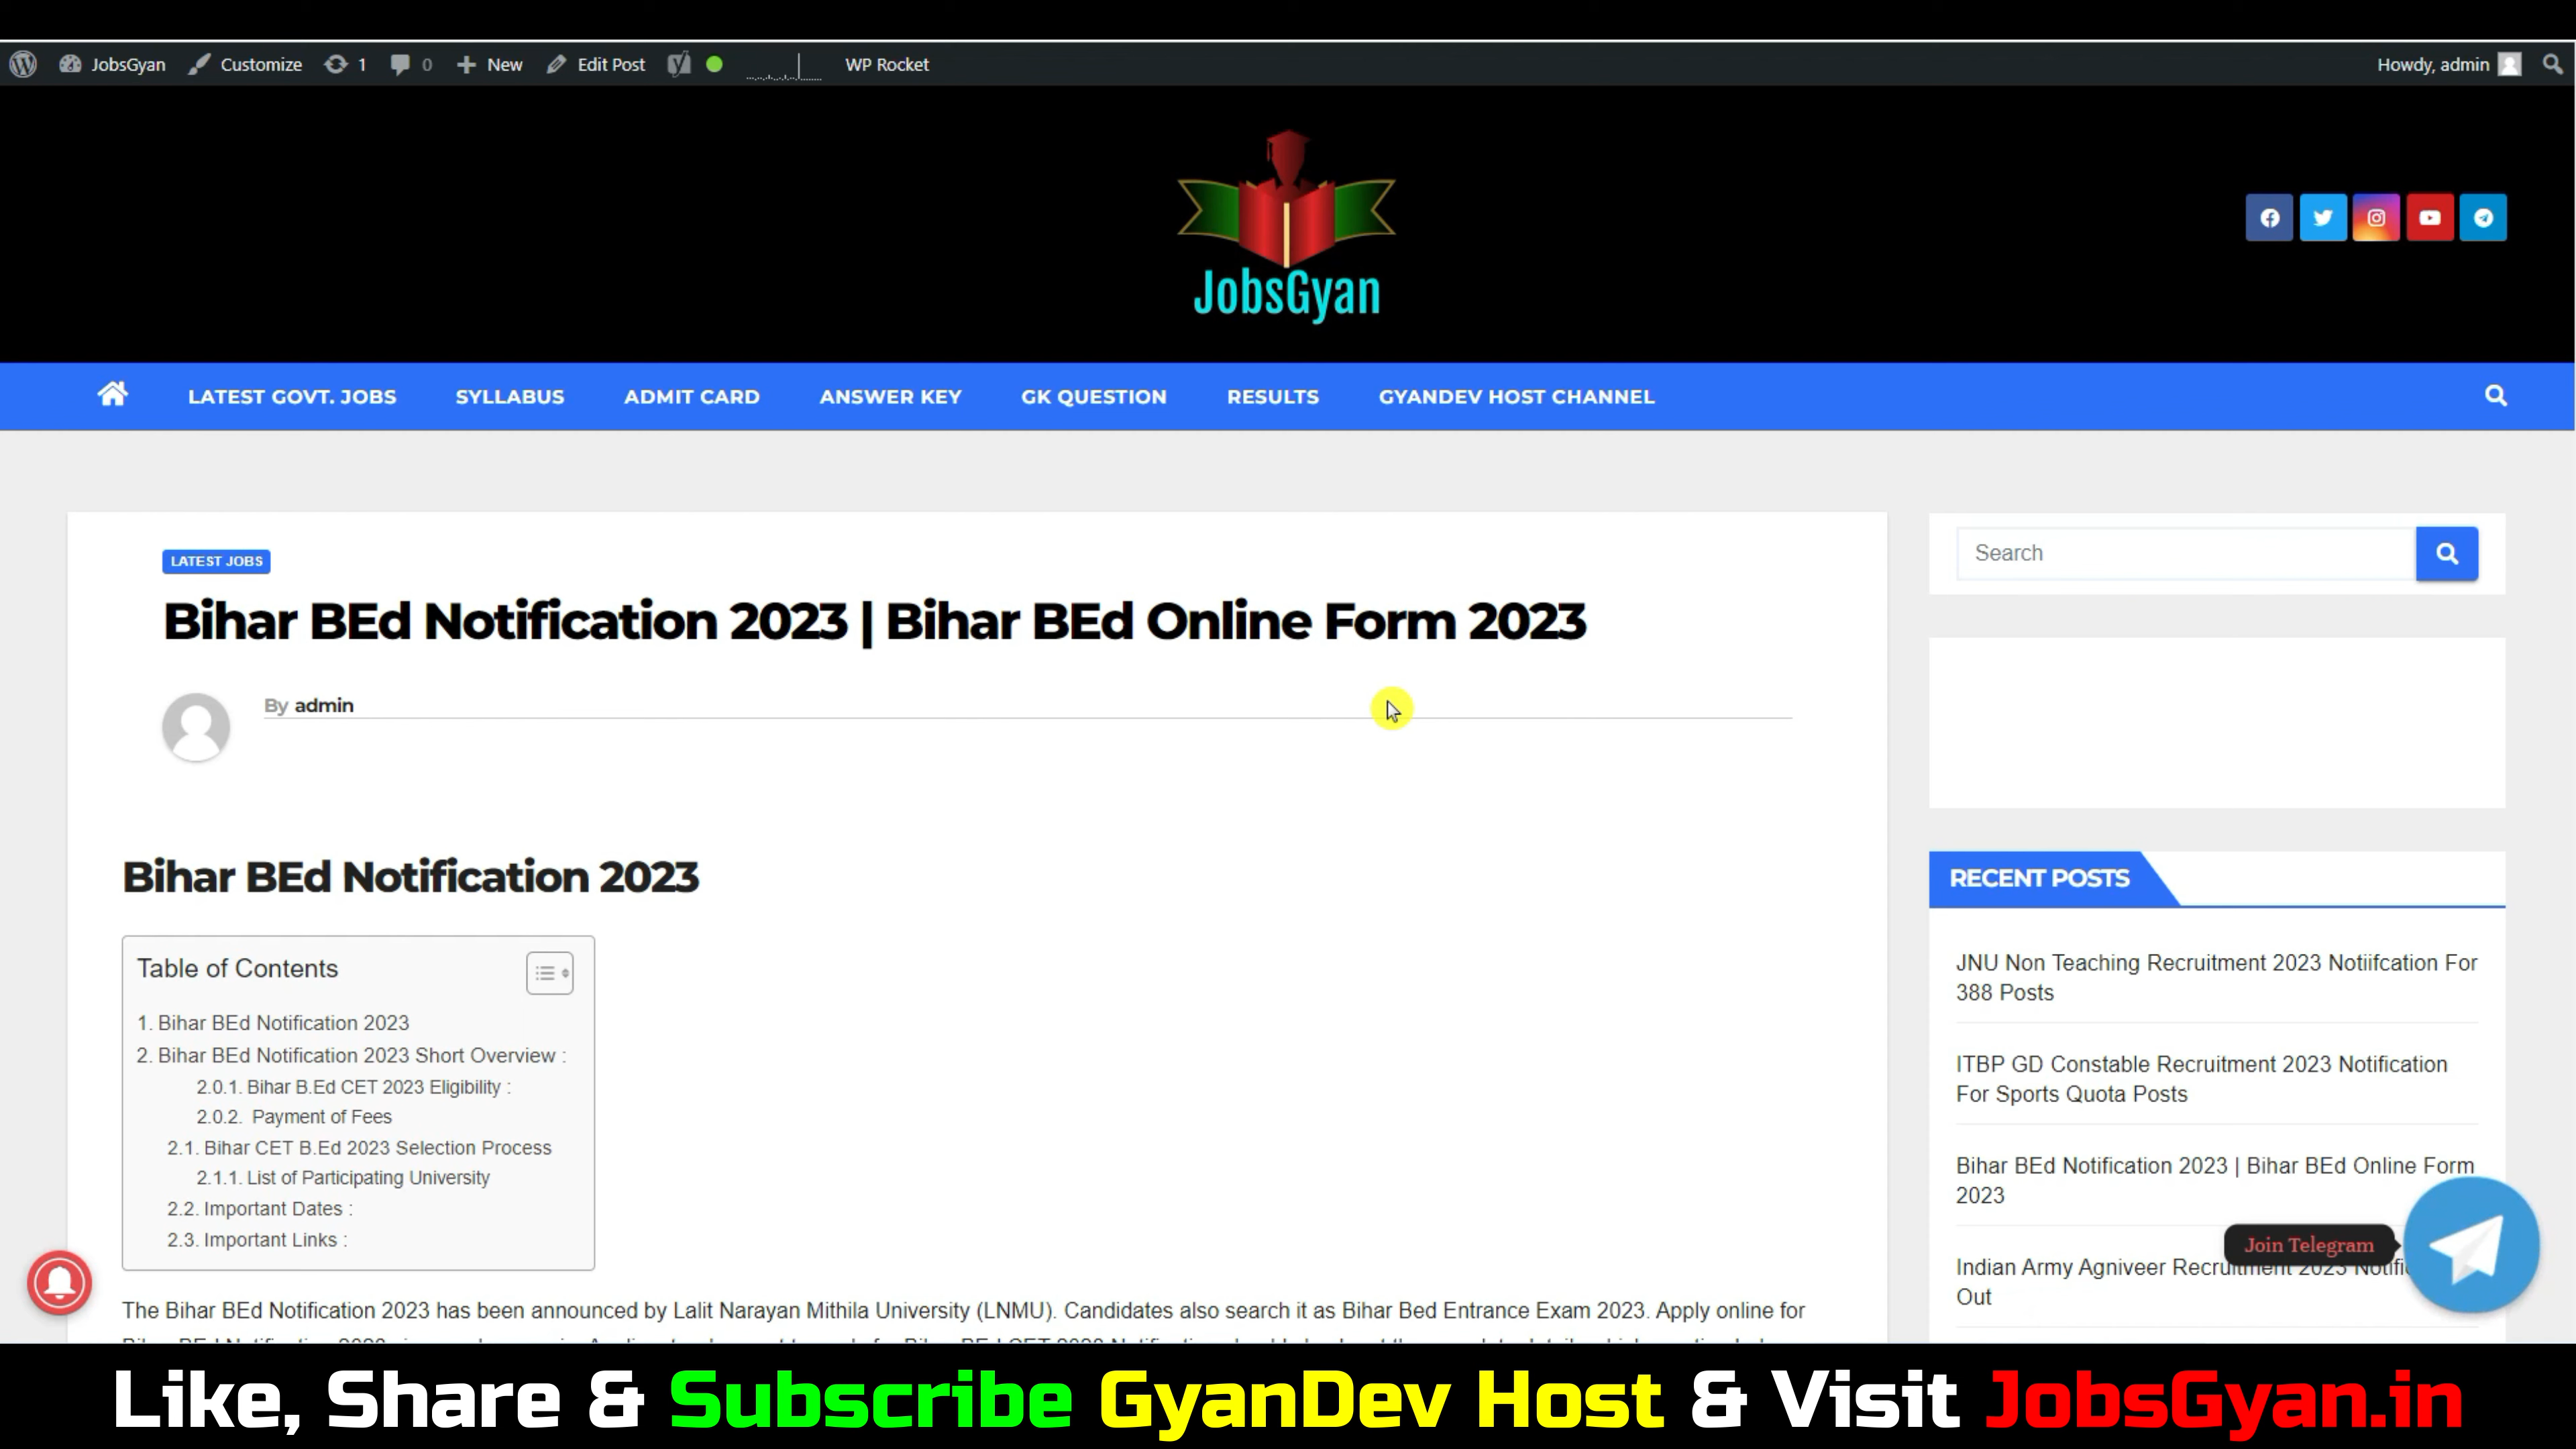 JobsGyan Customize 1 0 New Edit Post WP Rocket Howdy, admin
JobsGyan
LATEST GOVT. JOBS SYLLABUS ADMIT CARD ANSWER KEY GK QUESTION RESULTS GYANDEV HOST CHANNEL
LATEST JOBS
Bihar BEd Notification 2023 | Bihar BEd Online Form 2023
By admin
Bihar BEd Notification 2023
Table of Contents
1. Bihar BEd Notification 2023
2. Bihar BEd Notification 2023 Short Overview :
2.0.1. Bihar B.Ed CET 2023 Eligibility :
2.0.2. Payment of Fees
2.1. Bihar CET B.Ed 2023 Selection Process
2.1.1. List of Participating University
2.2. Important Dates :
2.3. Important Links :
The Bihar BEd Notification 2023 has been announced by Lalit Narayan Mithila University (LNMU). Candidates also search it as Bihar Bed Entrance Exam 2023. Apply online for
Search
RECENT POSTS
JNU Non Teaching Recruitment 2023 Notiifcation For
388 Posts
ITBP GD Constable Recruitment 2023 Notification
For Sports Quota Posts
Bihar BEd Notification 2023 | Bihar BEd Online Form
2023
Join Telegram
Indian Army Agniveer Recruitment 2023 Notifi
Out
Like, Share & Subscribe GyanDev Host & Visit JobsGyan.in